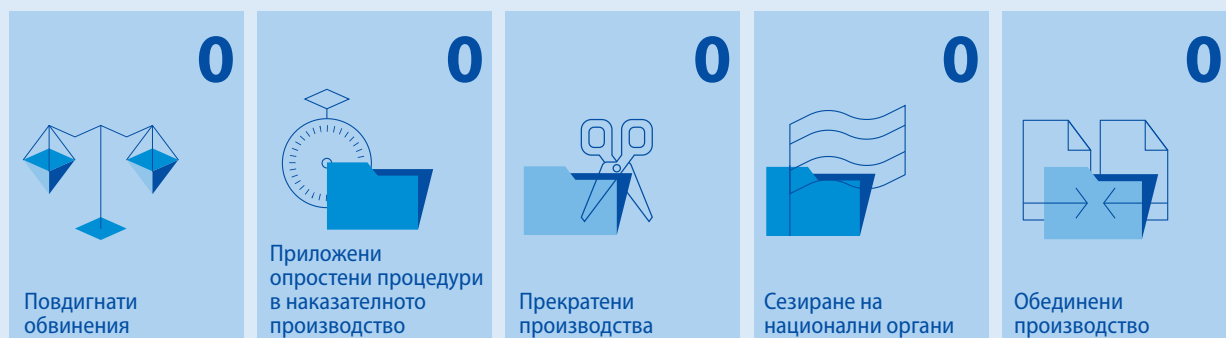 0
Повдигнати
обвинения
0
Приложени
опростени процедури
в наказателното
производство
0
Прекратени
производства
0
Сезиране на
национални органи
0
Обединени
производство